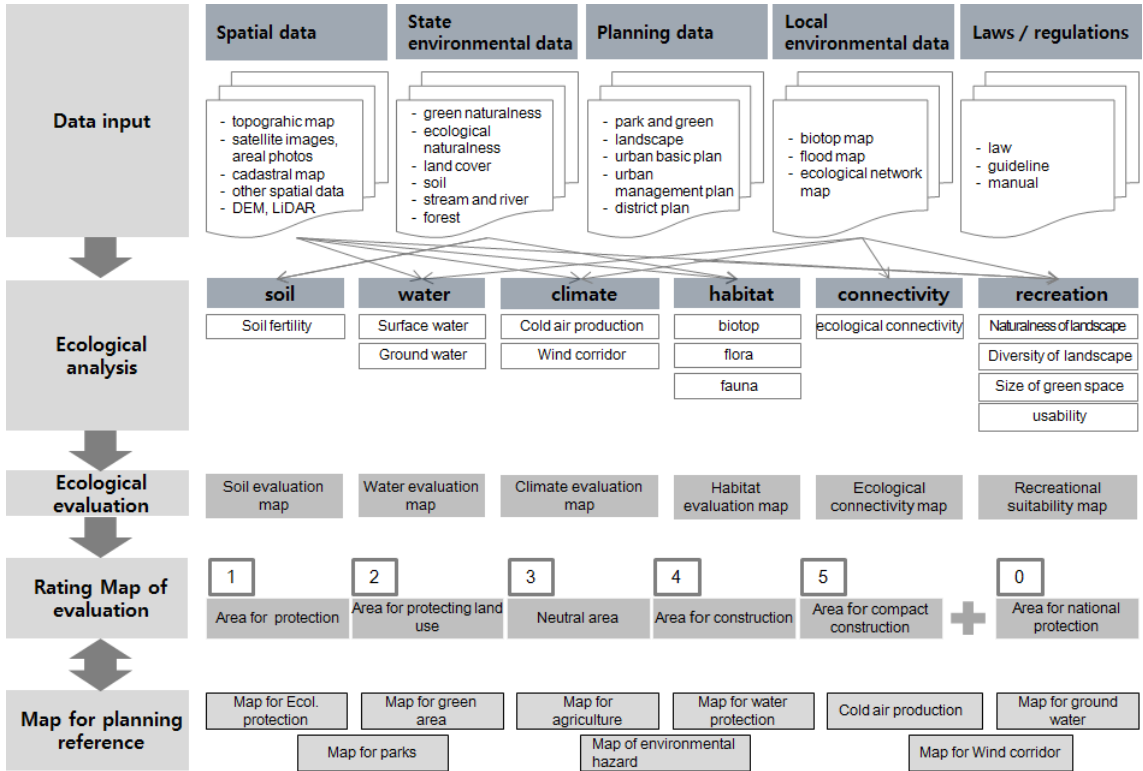 Data input
Spatial data
State
environmental data
Planning data
Local
environmental data
Laws / regulations
- topograhic map
- satellite images,
areal photos
- cadastral map
- other spatial data
- DEM, LiDAR
- green naturalness
- ecological
naturalness
- land cover
- soil
- stream and river
- forest
- park and green
- landscape
- urban basic plan
- urban
management plan
- district plan
- biotop map
- flood map
- ecological network
map
- law
- guideline
- manual
Ecological
analysis
soil
Soil fertility
water
Surface water
Ground water
climate
Cold air production
Wind corridor
habitat
biotop
flora
fauna
connectivity
ecological connectivity
recreation
Naturalness of landscape
Diversity of landscape
Size of green space
usability
Ecological
evaluation
Soil evaluation
map
Water evaluation
map
Climate evaluation
map
Habitat
evaluation map
Ecological
connectivity map
Recreational
suitability map
Rating Map of
evaluation
1
Area for protection
2
Area for protecting land
use
3
Neutral area
4
Area for construction
5
Area for compact
construction
0
Area for national
protection
Map for planning
reference
Map for Ecol.
protection
Map for green
area
Map for
agriculture
Map for water
protection
Cold air production
Map for ground
water
Map for parks
Map of environmental
hazard
Map for Wind corridor